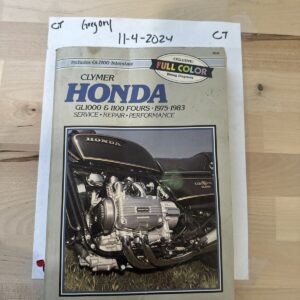 CT Gregory CT
11-4-2024
Includes GL1100 Interstate
CLYMER
FULL COLOR
Wiring Diagrams
HONDA
GL1000 & 1100 FOURS • 1975-1983
SERVICE • REPAIR • PERFORMANCE
HONDA